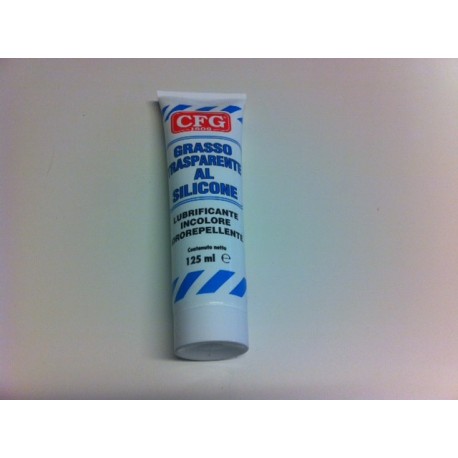 CFG
GRASSO
TRASPARENTE
AL
SILICONE
LUBRIFICANTE
INCOLORE
IDROREPELLENTE
Contenuto netto
125 ml ℮